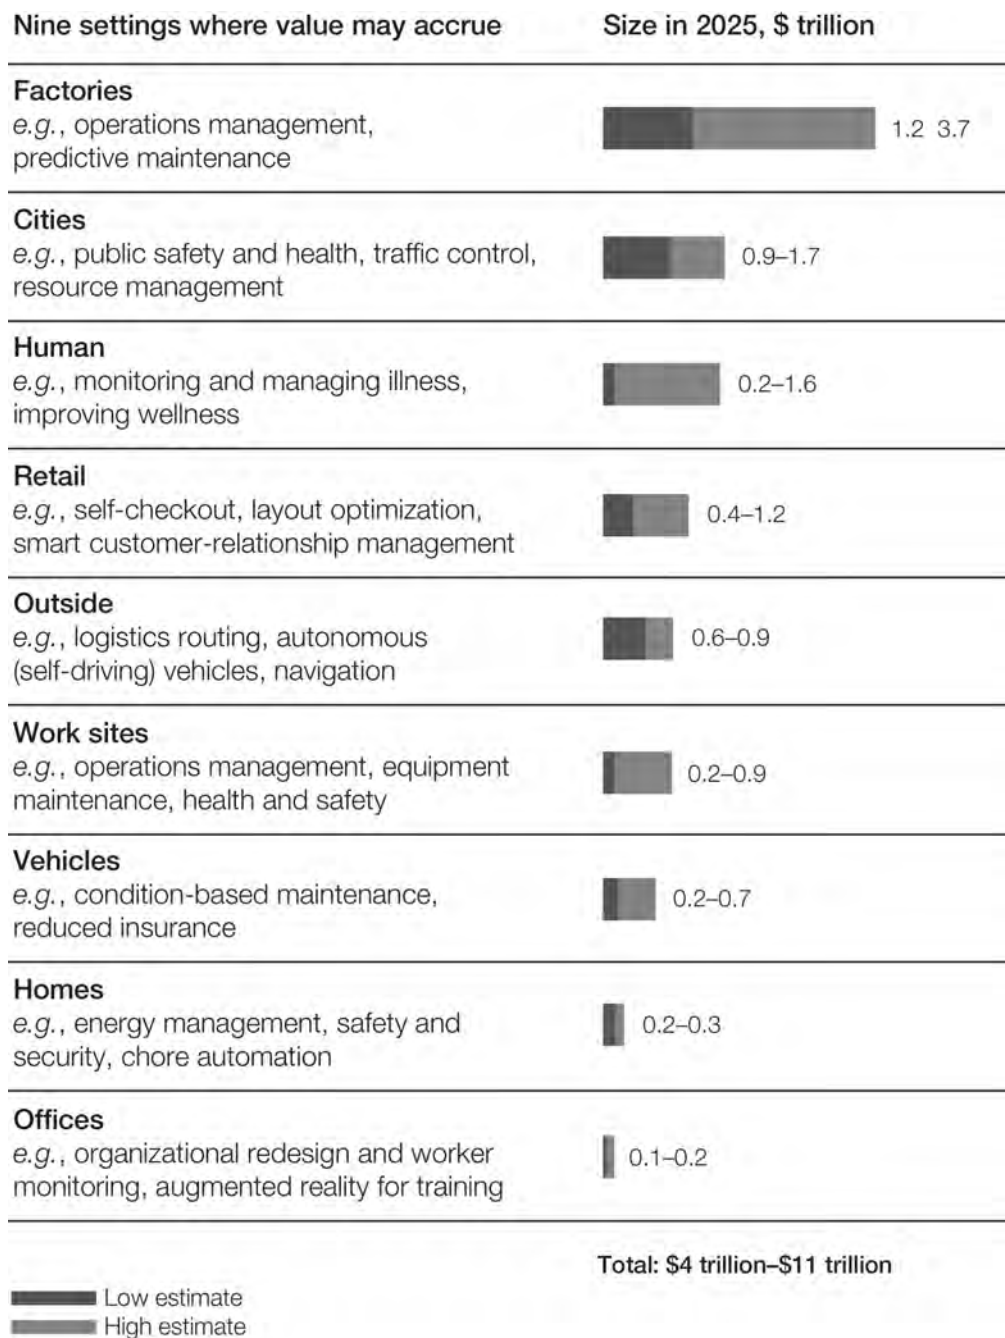 Nine settings where value may accrue
Size in 2025, $ trillion
Factories
e.g., operations management,
predictive maintenance
1.2 3.7
Cities
e.g., public safety and health, traffic control,
resource management
0.9–1.7
Human
e.g., monitoring and managing illness,
improving wellness
0.2–1.6
Retail
e.g., self-checkout, layout optimization,
smart customer-relationship management
0.4–1.2
Outside
e.g., logistics routing, autonomous
(self-driving) vehicles, navigation
0.6–0.9
Work sites
e.g., operations management, equipment
maintenance, health and safety
0.2–0.9
Vehicles
e.g., condition-based maintenance,
reduced insurance
0.2–0.7
Homes
e.g., energy management, safety and
security, chore automation
0.2–0.3
Offices
e.g., organizational redesign and worker
monitoring, augmented reality for training
0.1–0.2
Total: $4 trillion–$11 trillion
Low estimate
High estimate